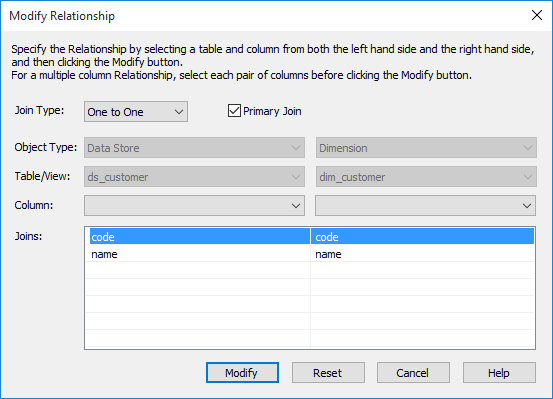 Modify Relationship
Specify the Relationship by selecting a table and column from both the left hand side and the right hand side,
and then clicking the Modify button.
For a multiple column Relationship, select each pair of columns before clicking the Modify button.
Join Type: One to One Primary Join
Object Type: Data Store Dimension
Table/View: ds_customer dim_customer
Column:
Joins: code code
name name
Modify Reset Cancel Help